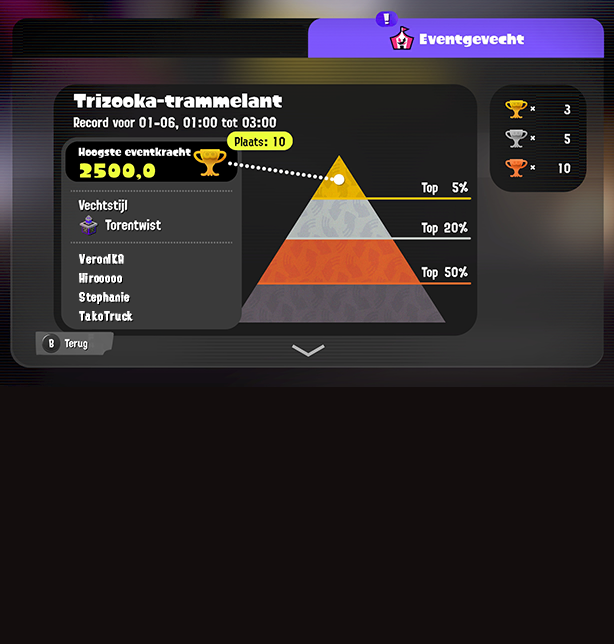 !
Eventgevecht
Trizooka-trammelant
Record voor 01-06, 01:00 tot 03:00
Plaats: 10
Hoogste eventkracht
2500,0
Vechtstijl
Torentwist
VeronIKA
Hirooooo
Stephanie
TakoTruck
Top 5%
Top 20%
Top 50%
× 3
× 5
× 10
B Terug